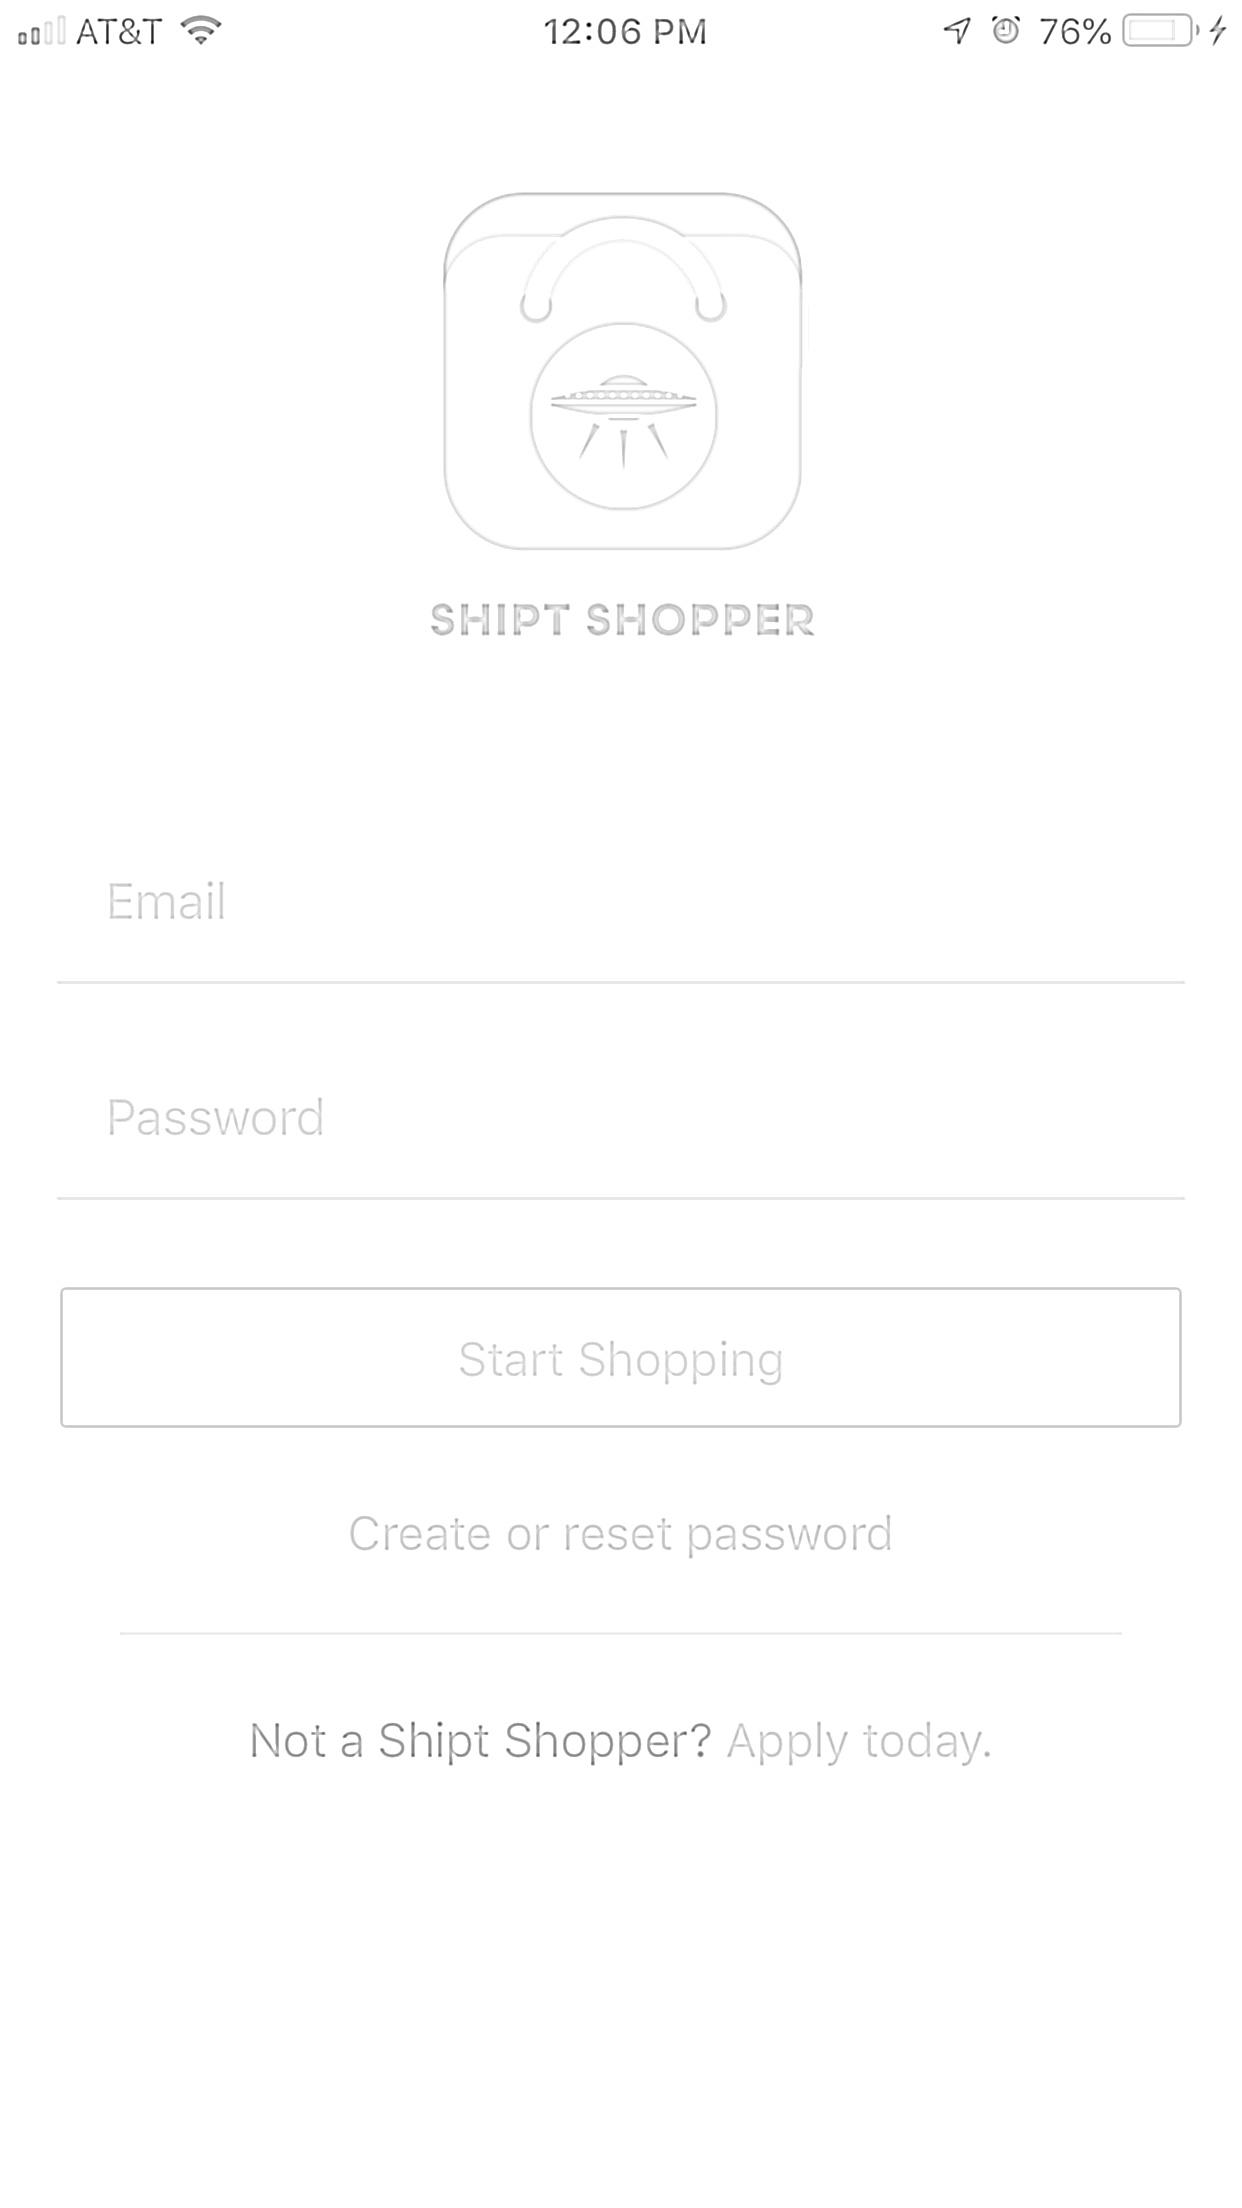 AT&T 12:06 PM 76%
SHIPT SHOPPER
Email
Password
Start Shopping
Create or reset password
Not a Shipt Shopper? Apply today.